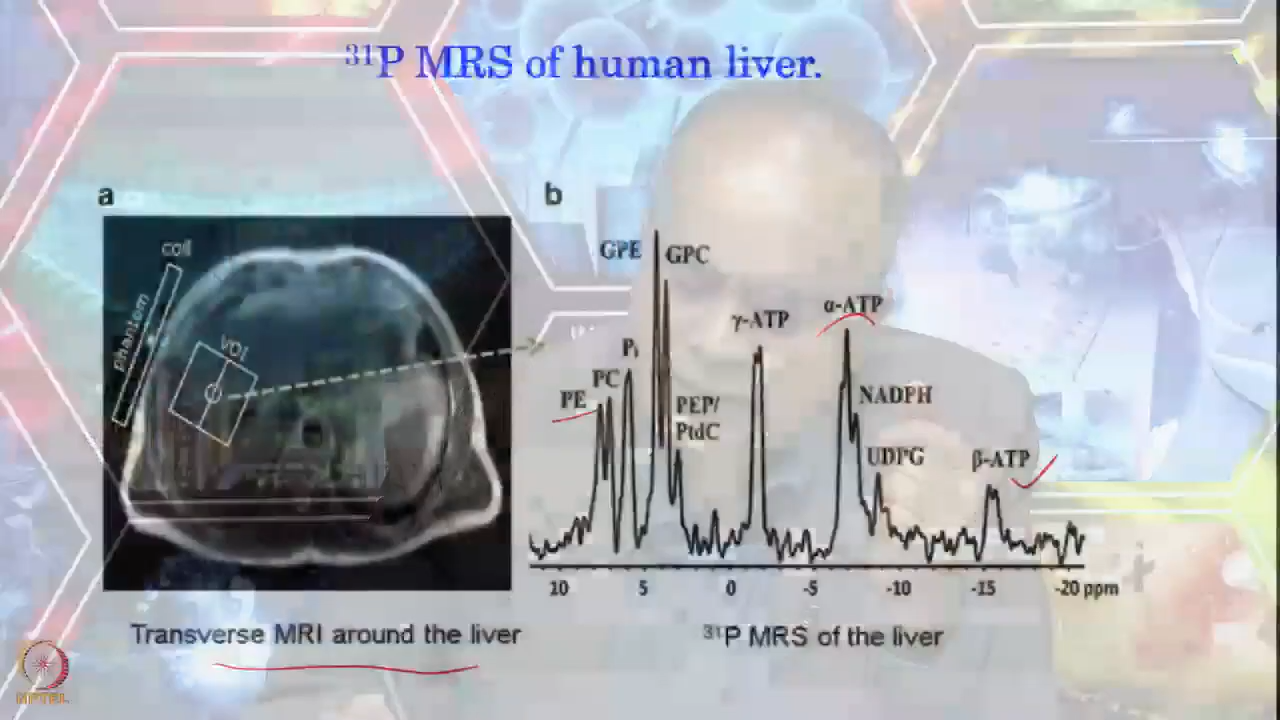 ³¹P MRS of human liver.
a
b
coil
phantom
VOI
GPE
GPC
γ-ATP
α-ATP
Pᵢ
PC
PE
NADPH
PEP/
PtdC
UDPG
β-ATP
10 5 0 -5 -10 -15 -20 ppm
Transverse MRI around the liver
³¹P MRS of the liver
NPTEL